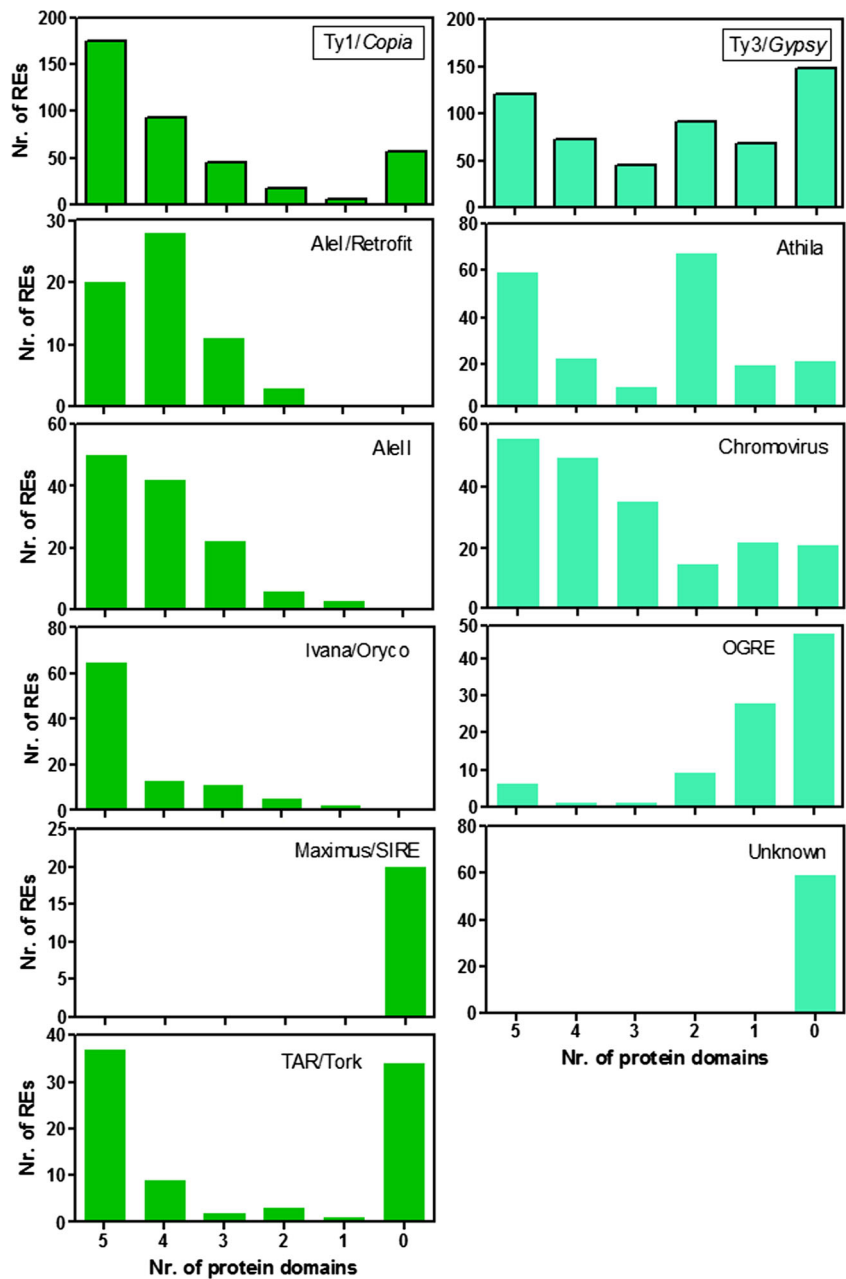 Ty1/Copia
Nr. of REs
200
150
100
50
0
Ty3/Gypsy
200
150
100
50
0
AleI/Retrofit
Nr. of REs
30
20
10
0
Athila
80
60
40
20
0
AleII
Nr. of REs
60
40
20
0
Chromovirus
60
40
20
0
Ivana/Oryco
Nr. of REs
80
60
40
20
0
OGRE
50
40
30
20
10
0
Maximus/SIRE
Nr. of REs
25
20
15
10
5
0
Unknown
80
60
40
20
0
5 4 3 2 1 0
Nr. of protein domains
TAR/Tork
Nr. of REs
40
30
20
10
0
5 4 3 2 1 0
Nr. of protein domains